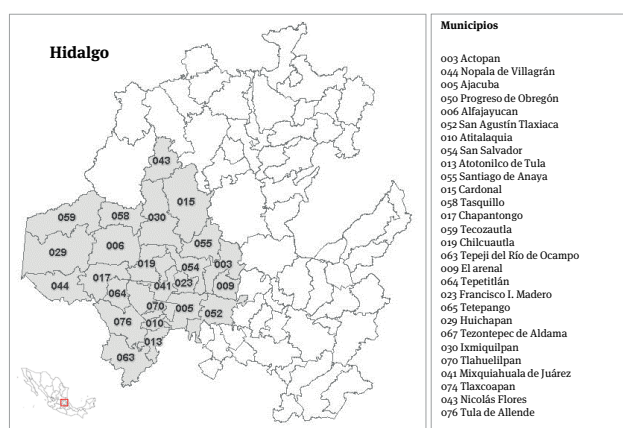 Hidalgo
043
015
059
058
030
029
006
055
019
054
003
044
017
064
041
023
009
070
005
052
076
010
013
063
Municipios
003 Actopan
044 Nopala de Villagrán
005 Ajacuba
050 Progreso de Obregón
006 Alfajayucan
052 San Agustín Tlaxiaca
010 Atitalaquia
054 San Salvador
013 Atotonilco de Tula
055 Santiago de Anaya
015 Cardonal
058 Tasquillo
017 Chapantongo
059 Tecozautla
019 Chilcuautla
063 Tepeji del Río de Ocampo
009 El arenal
064 Tepetitlán
023 Francisco I. Madero
065 Tetepango
029 Huichapan
067 Tezontepec de Aldama
030 Ixmiquilpan
070 Tlahuelilpan
041 Mixquiahuala de Juárez
074 Tlaxcoapan
043 Nicolás Flores
076 Tula de Allende